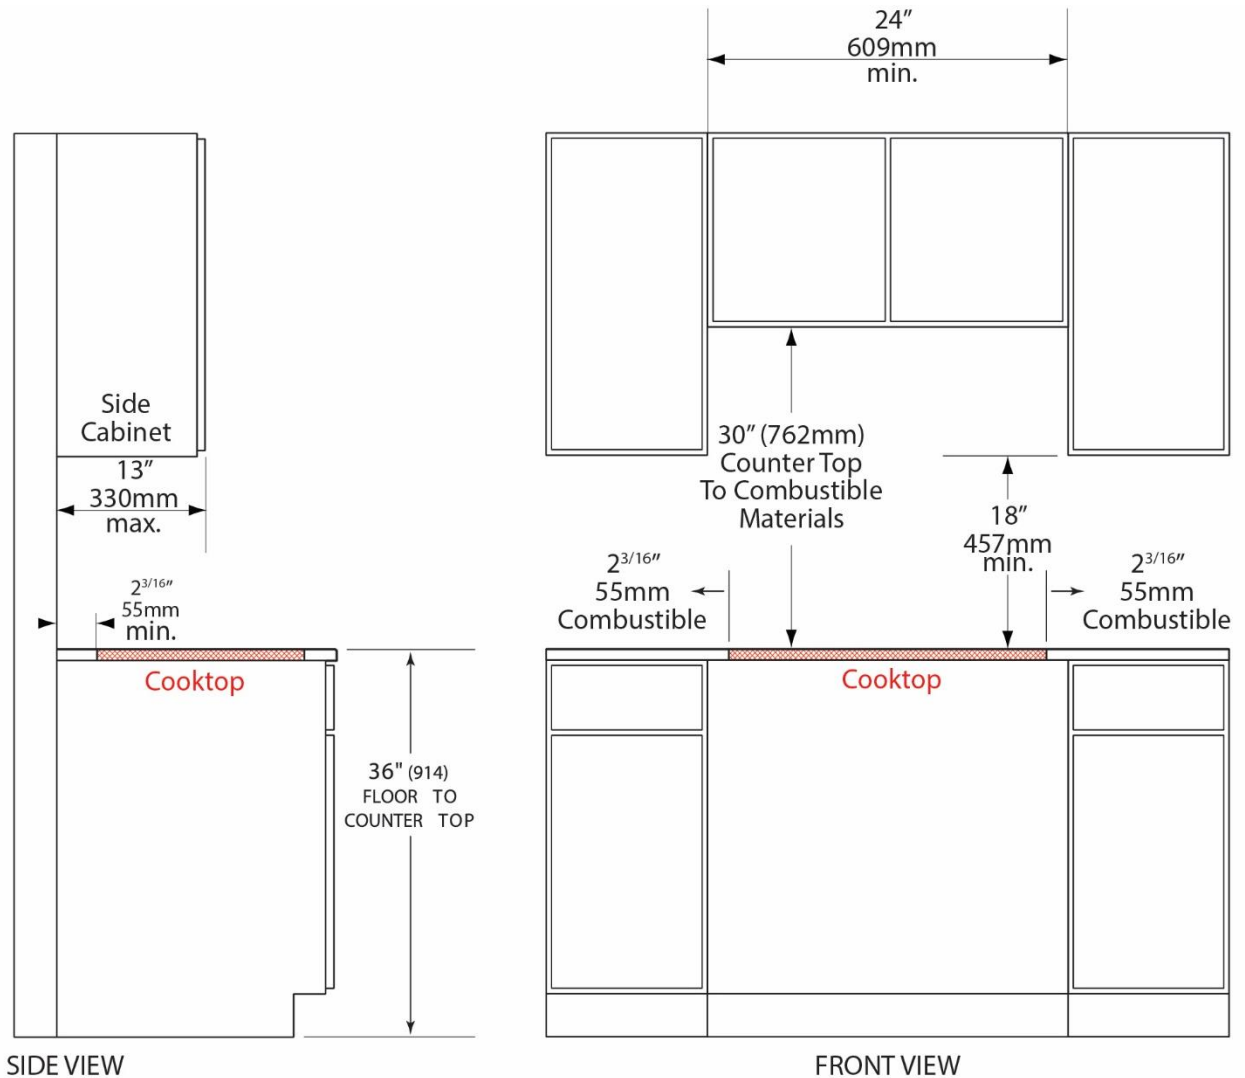 24″
609mm
min.
Side
Cabinet
13″
330mm
max.
2 3/16″
55mm
min.
Cooktop
36" (914)
FLOOR TO
COUNTER TOP
SIDE VIEW
30″ (762mm)
Counter Top
To Combustible
Materials
18″
457mm
min.
2 3/16″
55mm
Combustible
2 3/16″
55mm
Combustible
Cooktop
FRONT VIEW